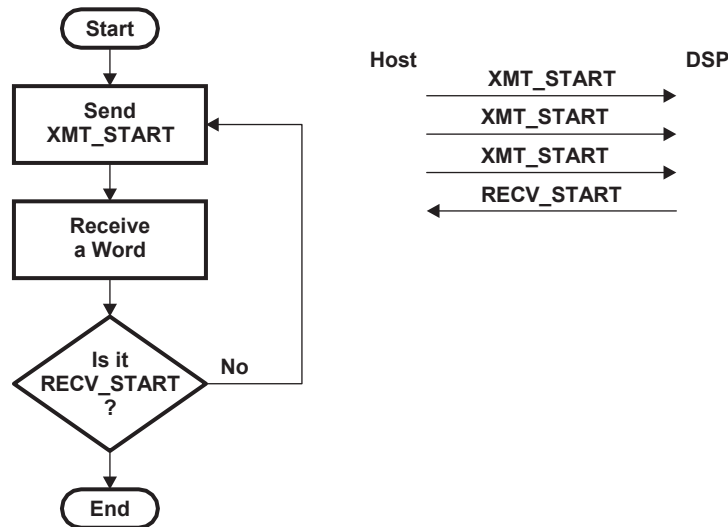 Start
Send
XMT_START
Receive
a Word
Is it
RECV_START
?
No
End
Host
DSP
XMT_START
XMT_START
XMT_START
RECV_START